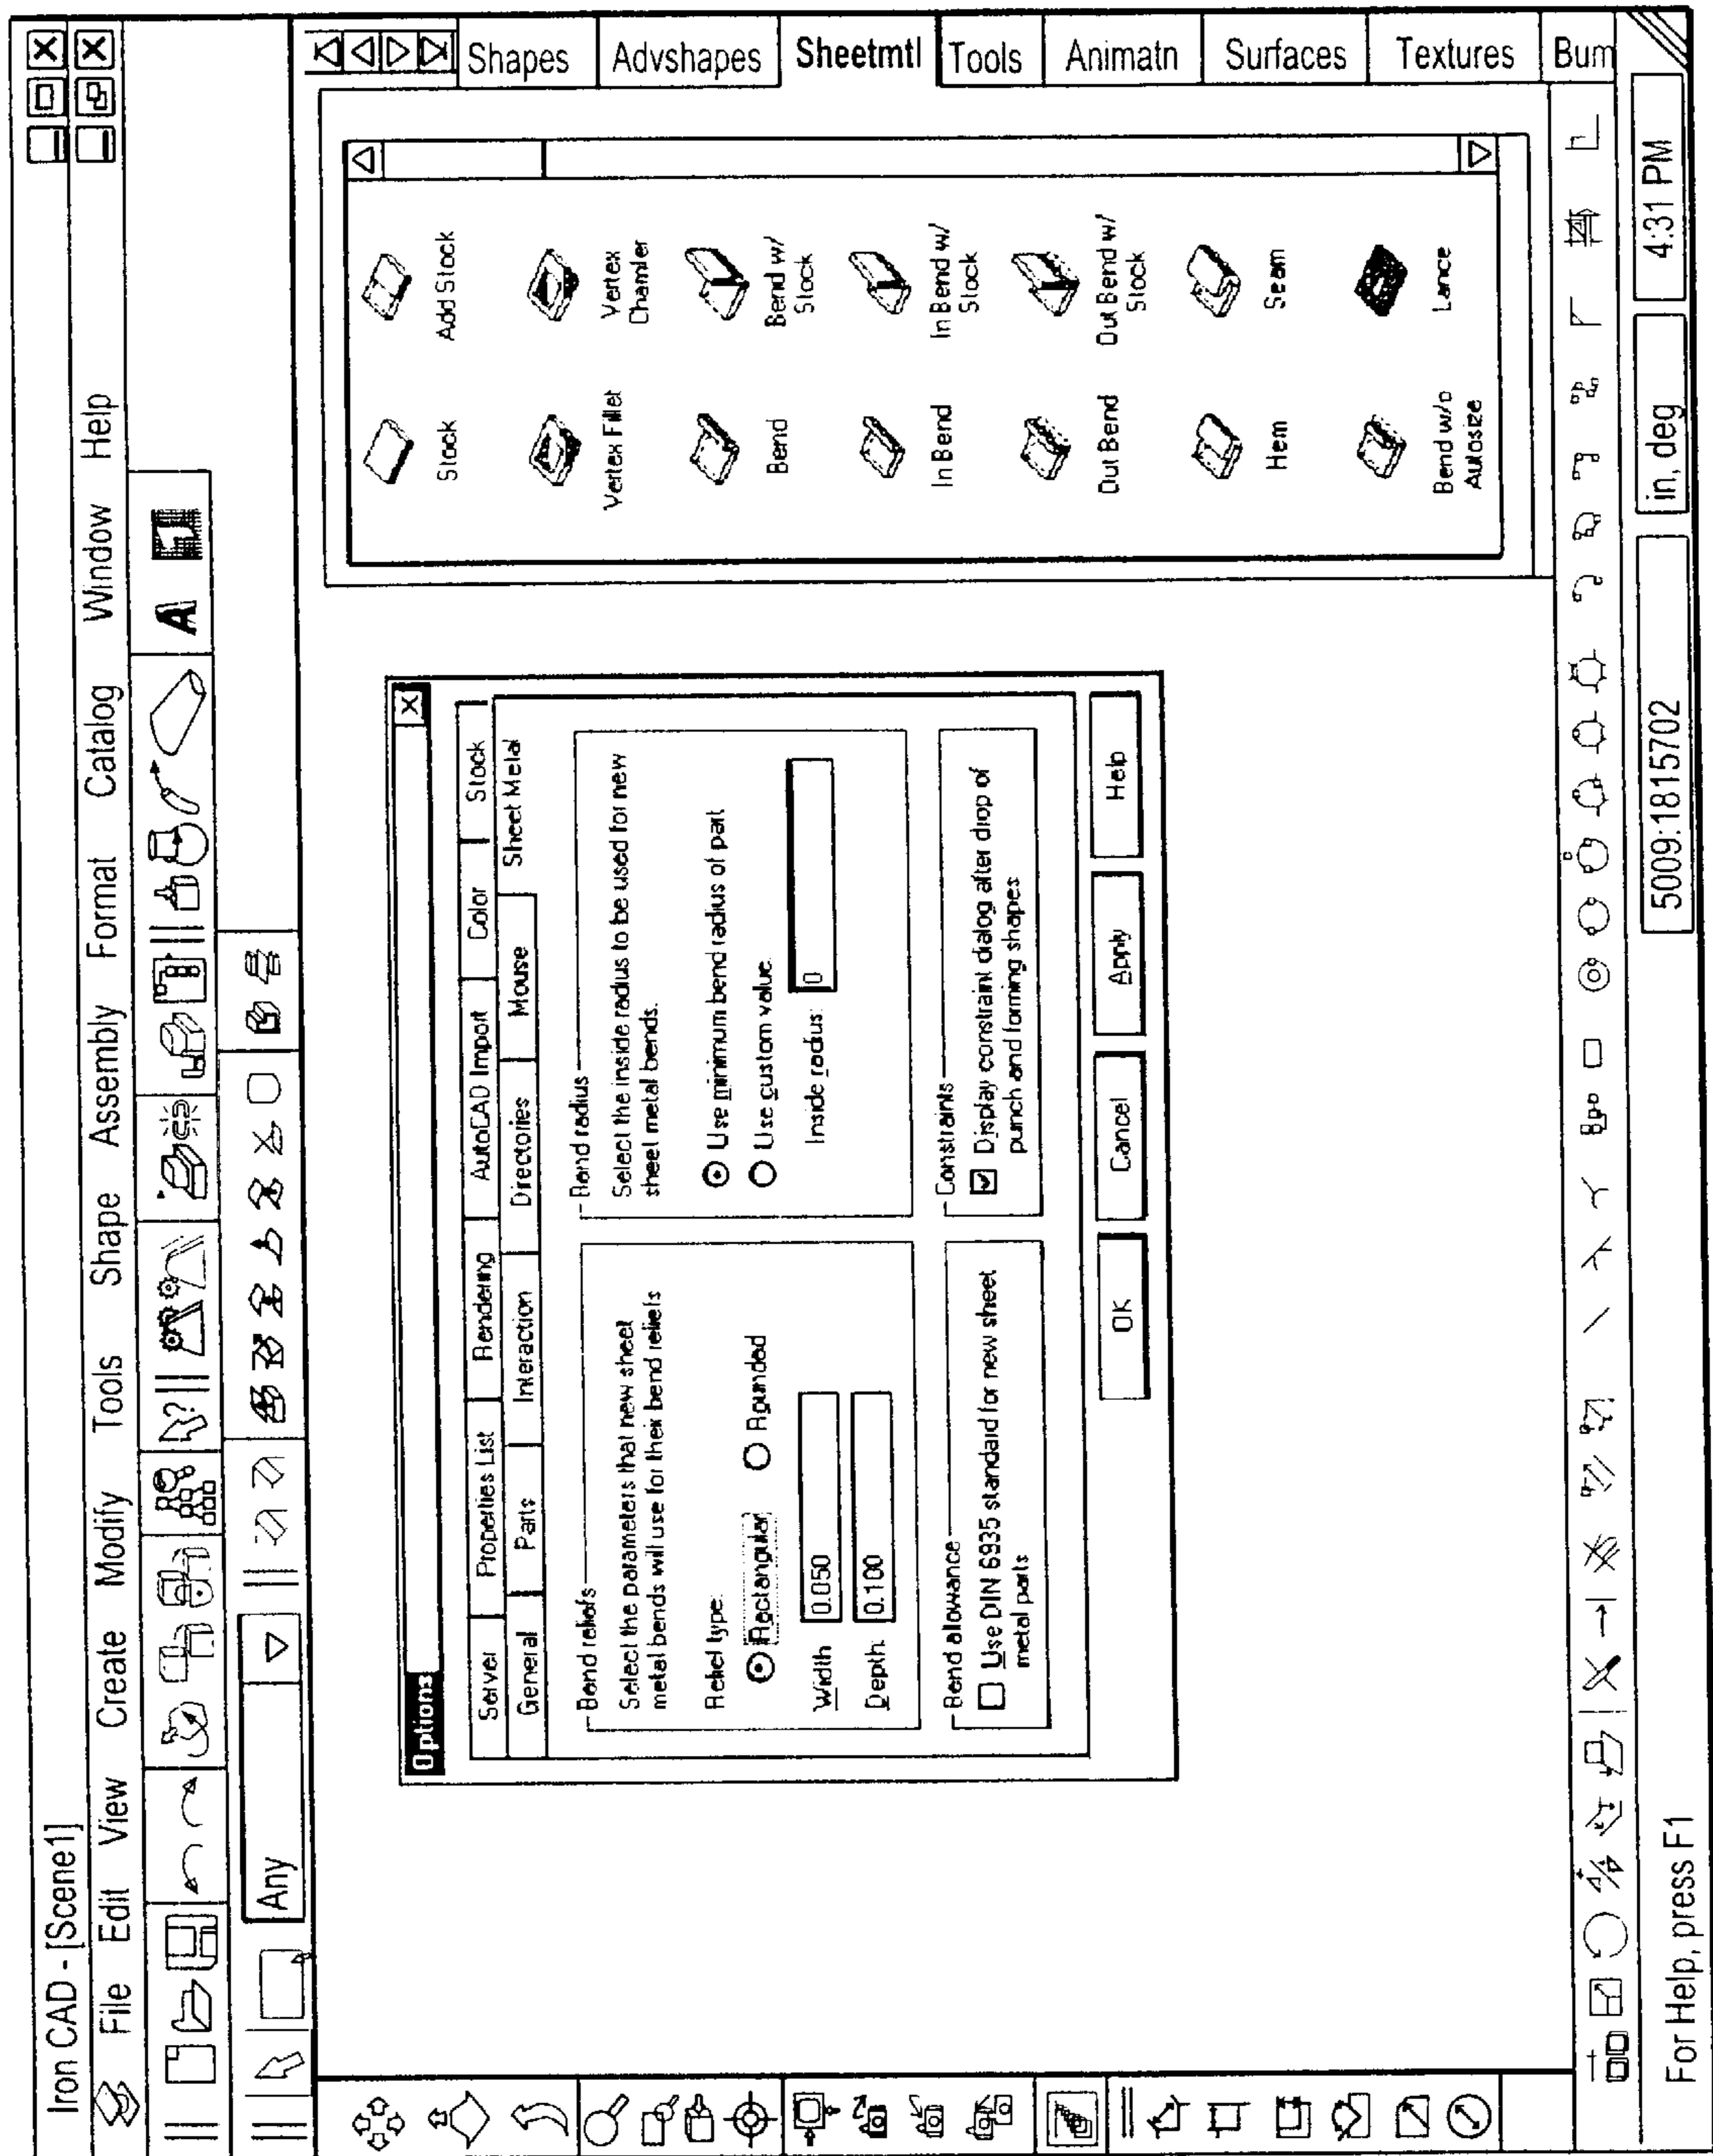 Iron CAD - [Scene1]
File Edit View Create Modify Tools Shape Assembly Format Catalog Window Help
A
Any
Options
Server Properties List Rendering AutoCAD Import Color Stock
General Parts Interaction Directories Mouse Sheet Metal
Bend reliefs
Select the parameters that new sheet
metal bends will use for their bend reliefs
Relief type:
Rectangular Rounded
Width 0.050
Depth: 0.100
Bend radius
Select the inside radius to be used for new
sheet metal bends.
Use minimum bend radius of part
Use custom value:
Inside radius: 0
Bend allowance
Use DIN 6935 standard for new sheet
metal parts
Constraints
Display constraint dialog after drop of
punch and forming shapes
OK Cancel Apply Help
Stock Add Stock
Vertex Fillet Vertex
Chamfer
Bend Bend w/
Stock
In Bend In Bend w/
Stock
Out Bend Out Bend w/
Stock
Hem Seam
Bend w/o
Autosize Lance
Shapes
Advshapes
Sheetmtl
Tools
Animatn
Surfaces
Textures
Bum
For Help, press F1
5009:1815702
in, deg
4:31 PM